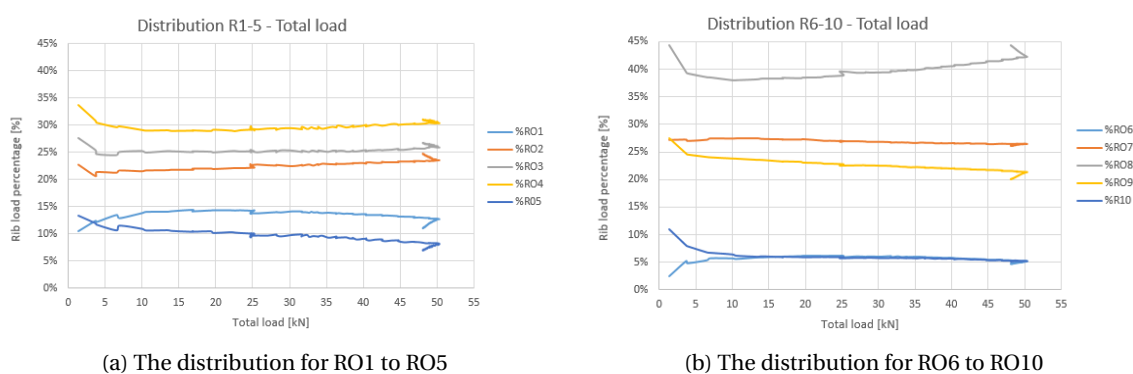 Distribution R1-5 - Total load
45%
40%
35%
30%
25%
20%
15%
10%
5%
0%
0 5 10 15 20 25 30 35 40 45 50 55
Rib load percentage [%]
Total load [kN]
%RO1
%RO2
%RO3
%RO4
%R05
(a) The distribution for RO1 to RO5
Distribution R6-10 - Total load
45%
40%
35%
30%
25%
20%
15%
10%
5%
0%
0 5 10 15 20 25 30 35 40 45 50 55
Rib load percentage [%]
Total load [kN]
%RO6
%RO7
%RO8
%RO9
%R10
(b) The distribution for RO6 to RO10